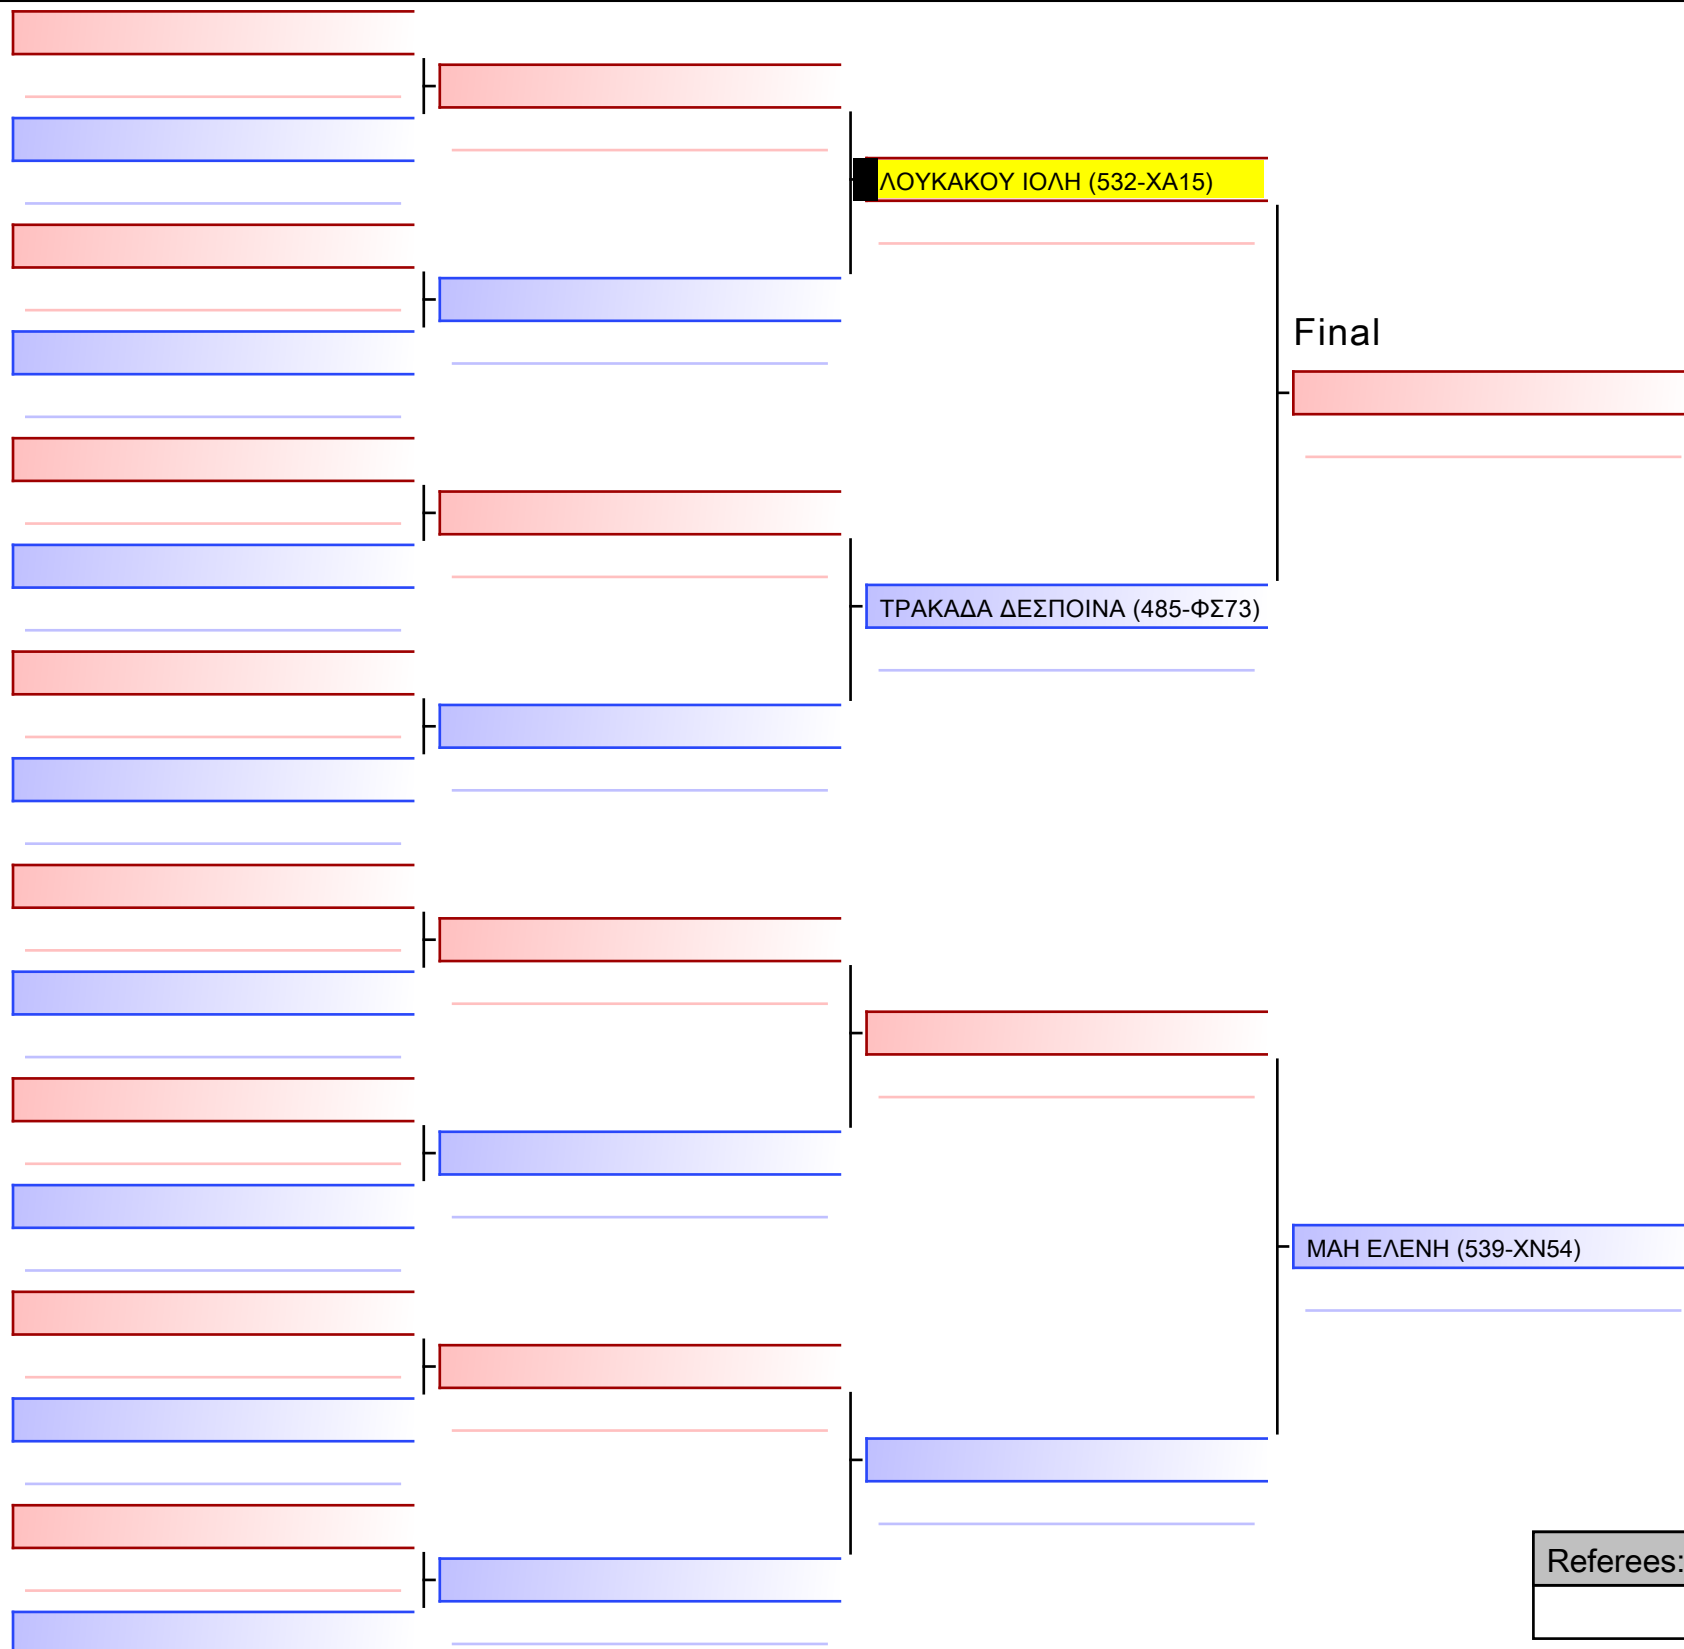 ΛΟΥΚΑΚΟΥ ΙΟΛΗ (532-ΧΑ15)
Final
ΤΡΑΚΑΔΑ ΔΕΣΠΟΙΝΑ (485-ΦΣ73)
ΜΑΗ ΕΛΕΝΗ (539-ΧΝ54)
Referees: